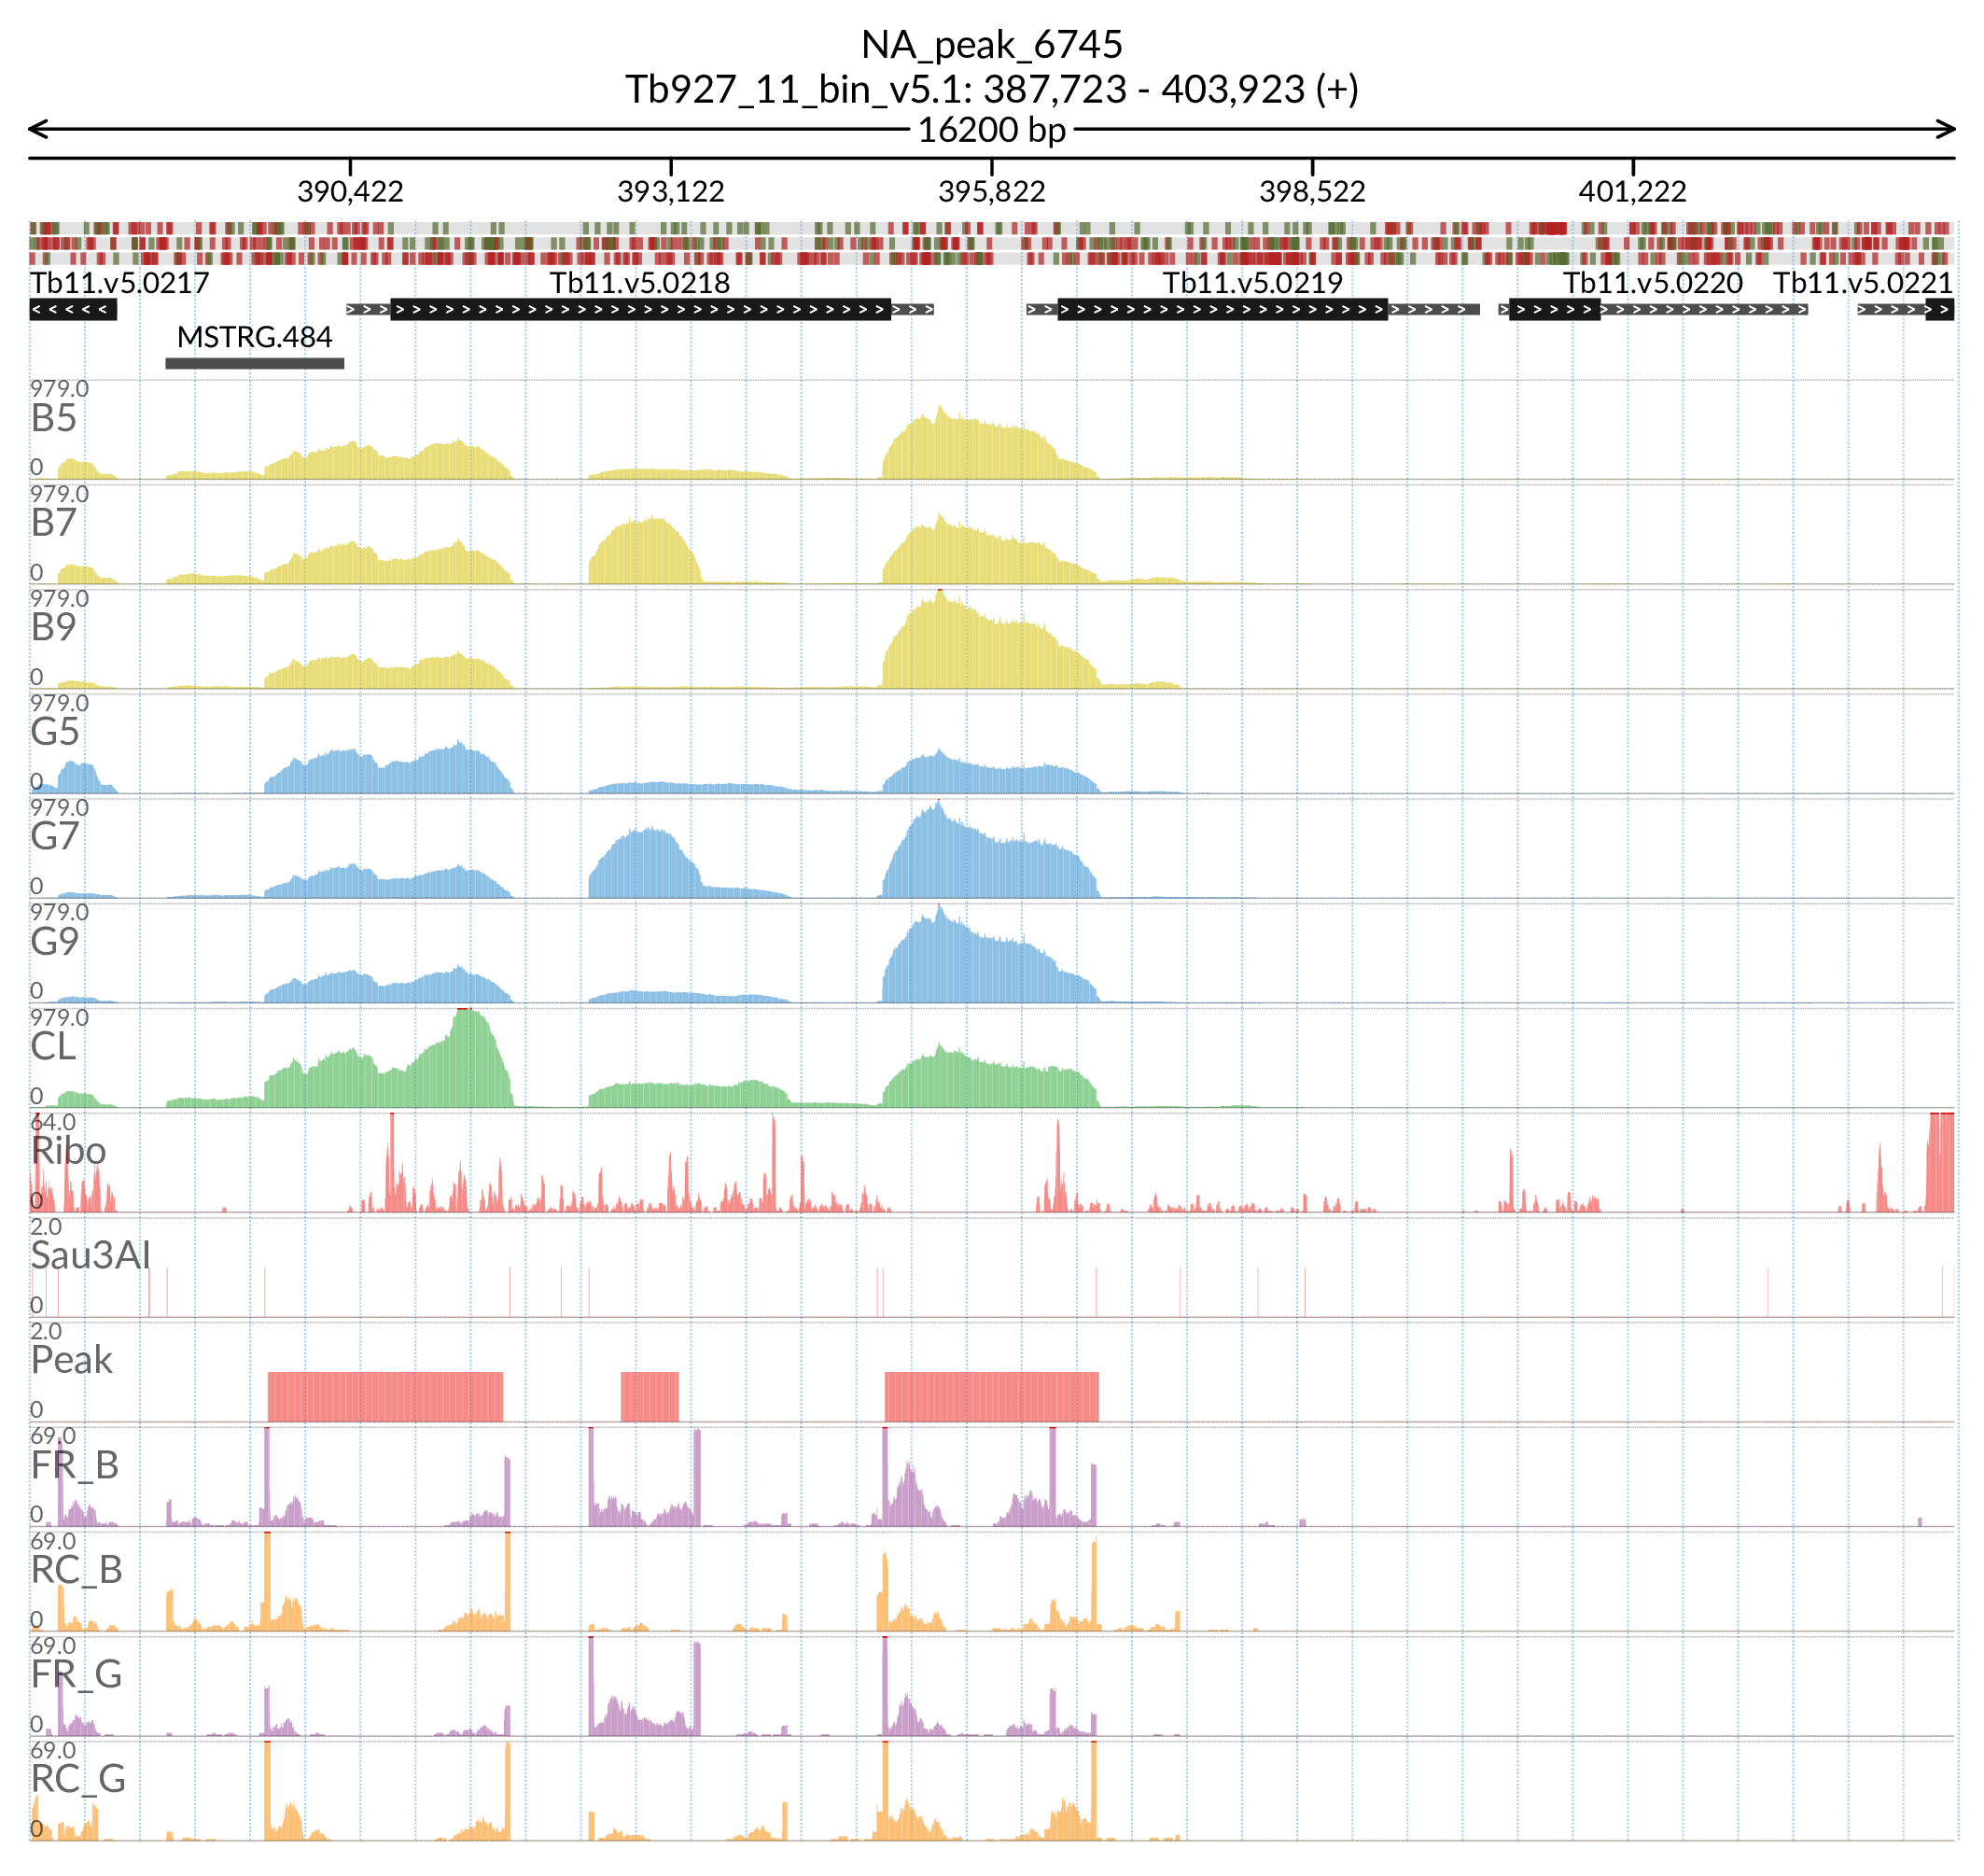 NA_peak_6745
Tb927_11_bin_v5.1: 387,723 - 403,923 (+)
16200 bp
390,422 393,122 395,822 398,522 401,222
Tb11.v5.0217 Tb11.v5.0218 Tb11.v5.0219 Tb11.v5.0220 Tb11.v5.0221
MSTRG.484
979.0
B5
0
979.0
B7
0
979.0
B9
0
979.0
G5
0
979.0
G7
0
979.0
G9
0
979.0
CL
0
64.0
Ribo
0
2.0
Sau3AI
0
2.0
Peak
0
69.0
FR_B
0
69.0
RC_B
0
69.0
FR_G
0
69.0
RC_G
0